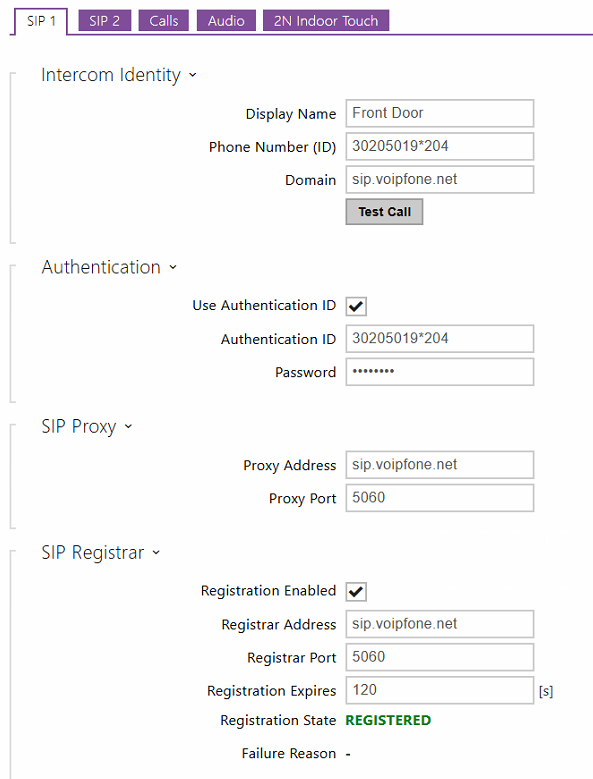 SIP 1 SIP 2 Calls Audio 2N Indoor Touch
Intercom Identity
Display Name Front Door
Phone Number (ID) 30205019*204
Domain sip.voipfone.net
Test Call
Authentication
Use Authentication ID
Authentication ID 30205019*204
Password ••••••••
SIP Proxy
Proxy Address sip.voipfone.net
Proxy Port 5060
SIP Registrar
Registration Enabled
Registrar Address sip.voipfone.net
Registrar Port 5060
Registration Expires 120 [s]
Registration State REGISTERED
Failure Reason -